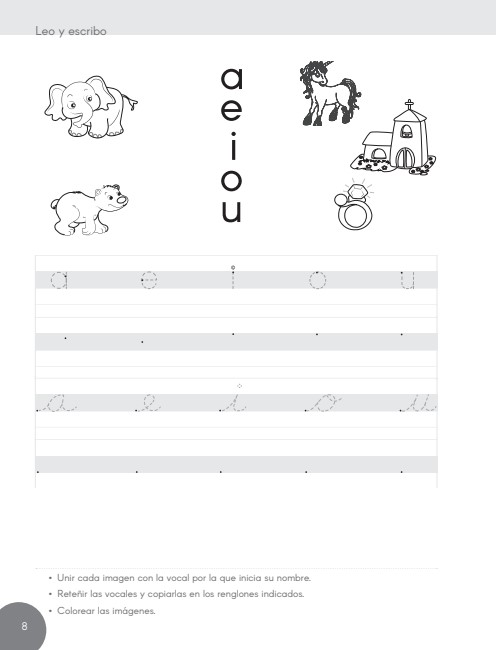 Leo y escribo
a
e
i
o
u
a e i o u
a e i o u
• Unir cada imagen con la vocal por la que inicia su nombre.
• Reteñir las vocales y copiarlas en los renglones indicados.
• Colorear las imágenes.
8